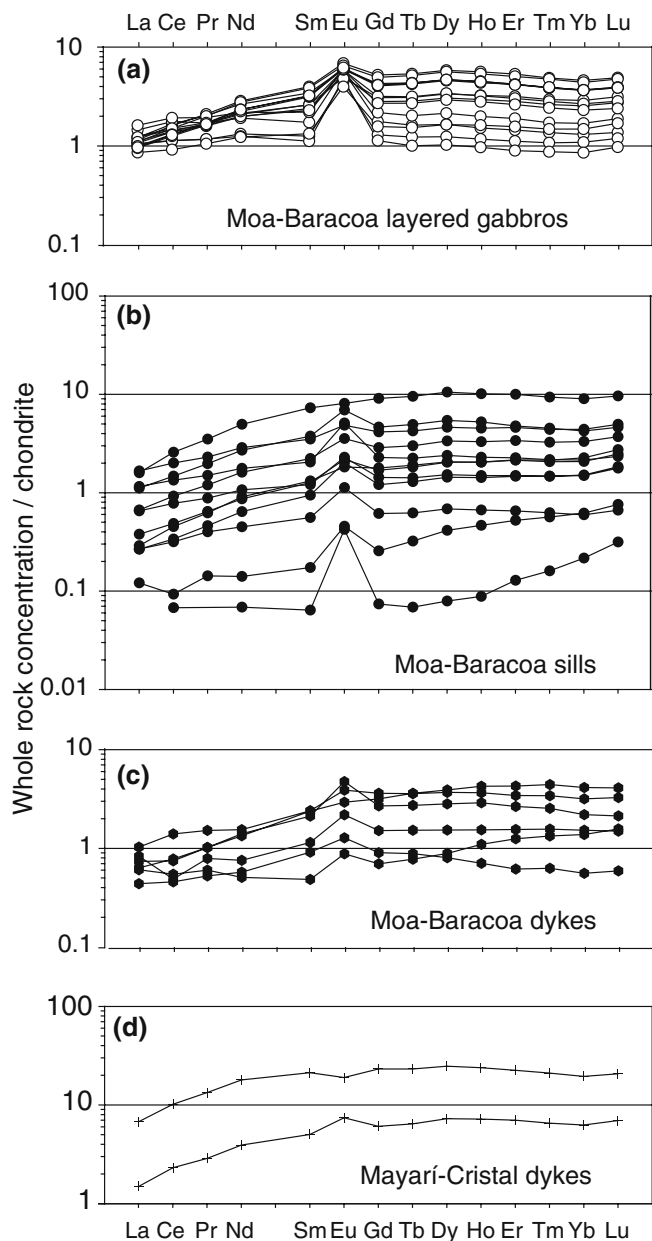 La Ce Pr Nd Sm Eu Gd Tb Dy Ho Er Tm Yb Lu
10
(a)
1
Moa-Baracoa layered gabbros
0.1
100
(b)
10
1
0.1
Moa-Baracoa sills
0.01
Whole rock concentration / chondrite
10
(c)
1
Moa-Baracoa dykes
0.1
100
(d)
10
Mayarí-Cristal dykes
1
La Ce Pr Nd Sm Eu Gd Tb Dy Ho Er Tm Yb Lu